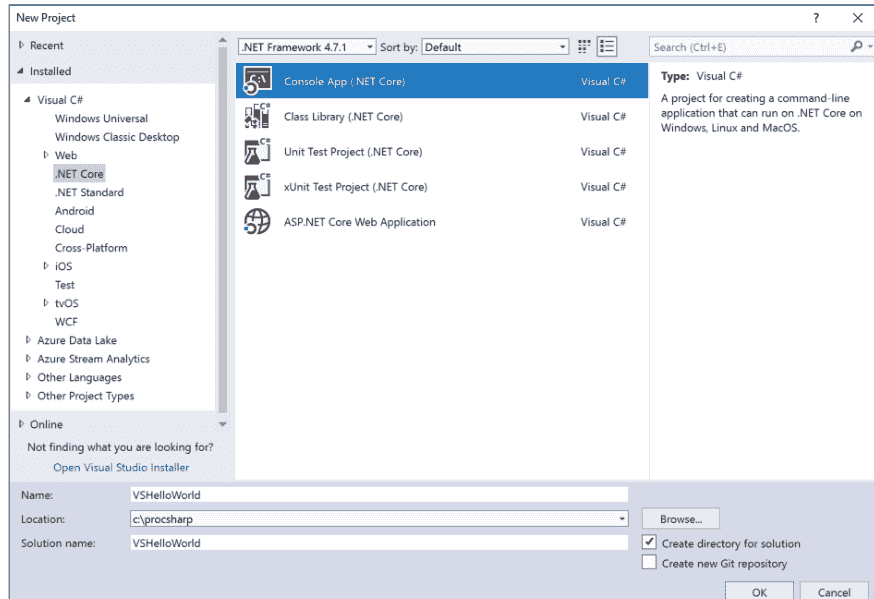 New Project
?
Recent
Installed
Visual C#
Windows Universal
Windows Classic Desktop
Web
.NET Core
.NET Standard
Android
Cloud
Cross-Platform
iOS
Test
tvOS
WCF
Azure Data Lake
Azure Stream Analytics
Other Languages
Other Project Types
Online
Not finding what you are looking for?
Open Visual Studio Installer
.NET Framework 4.7.1 Sort by: Default
Console App (.NET Core) Visual C#
Class Library (.NET Core) Visual C#
Unit Test Project (.NET Core) Visual C#
xUnit Test Project (.NET Core) Visual C#
ASP.NET Core Web Application Visual C#
Search (Ctrl+E)
Type: Visual C#
A project for creating a command-line
application that can run on .NET Core on
Windows, Linux and MacOS.
Name: VSHelloWorld
Location: c:\procsharp Browse...
Solution name: VSHelloWorld
Create directory for solution
Create new Git repository
OK Cancel